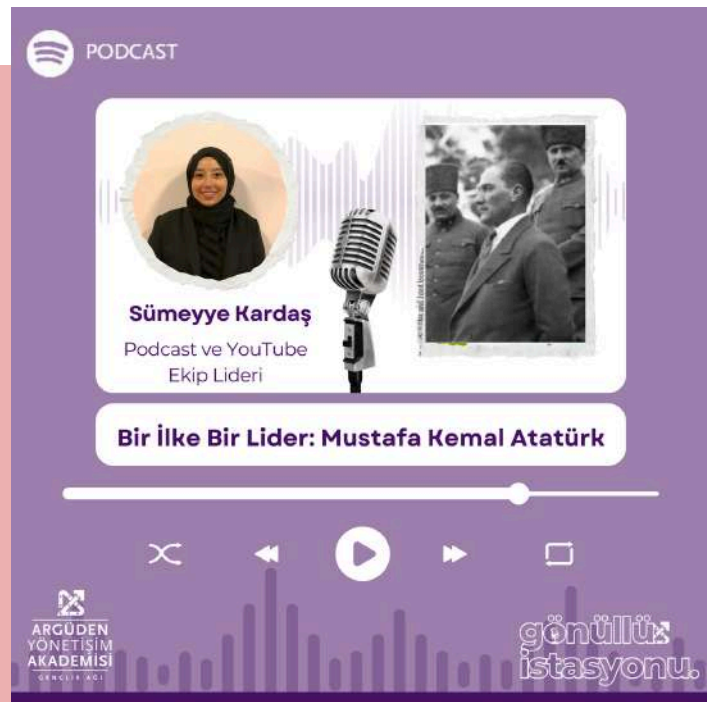 PODCAST
Sümeyye Kardaş
Podcast ve YouTube
Ekip Lideri
Bir İlke Bir Lider: Mustafa Kemal Atatürk
ARGÜDEN
YÖNETİŞİM
AKADEMİSİ
GENÇLİK AĞI
gönüllü
istasyonu.